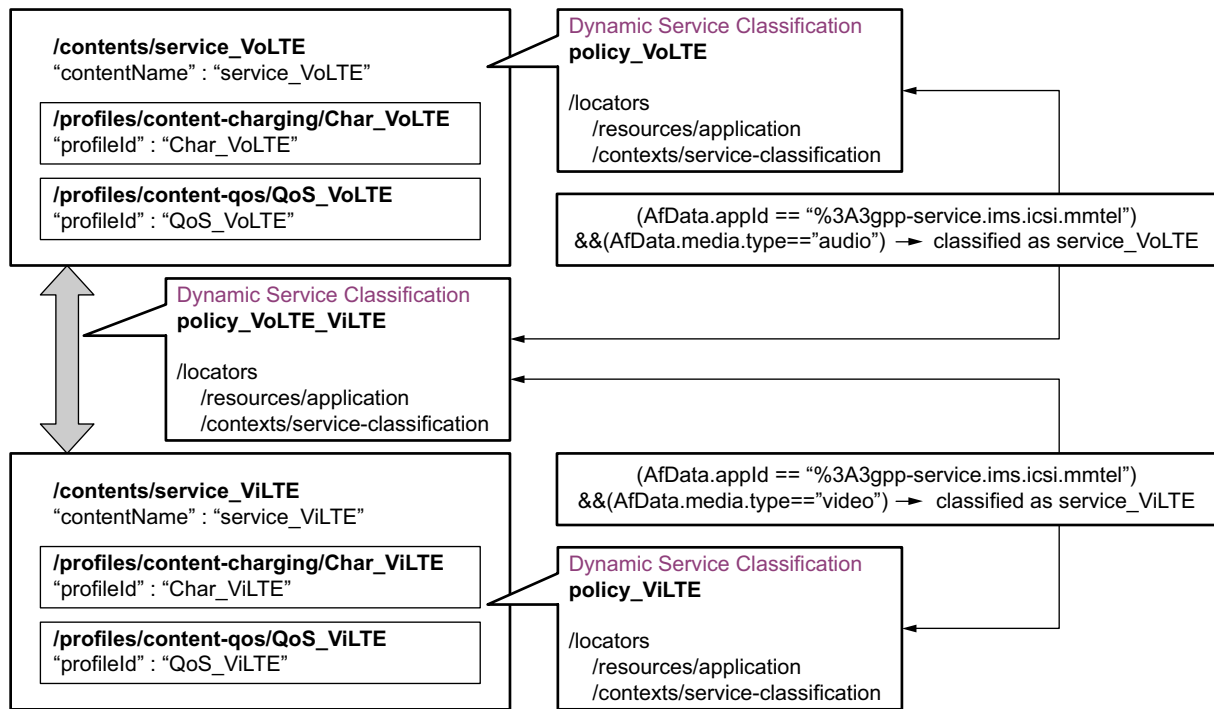 /contents/service_VoLTE
“contentName” : “service_VoLTE”
/profiles/content-charging/Char_VoLTE
“profileId” : “Char_VoLTE”
/profiles/content-qos/QoS_VoLTE
“profileId” : “QoS_VoLTE”
Dynamic Service Classification
policy_VoLTE
/locators
/resources/application
/contexts/service-classification
(AfData.appId == “%3A3gpp-service.ims.icsi.mmtel”)
&&(AfData.media.type==”audio”) → classified as service_VoLTE
Dynamic Service Classification
policy_VoLTE_ViLTE
/locators
/resources/application
/contexts/service-classification
(AfData.appId == “%3A3gpp-service.ims.icsi.mmtel”)
&&(AfData.media.type==”video”) → classified as service_ViLTE
/contents/service_ViLTE
“contentName” : “service_ViLTE”
/profiles/content-charging/Char_ViLTE
“profileId” : “Char_ViLTE”
/profiles/content-qos/QoS_ViLTE
“profileId” : “QoS_ViLTE”
Dynamic Service Classification
policy_ViLTE
/locators
/resources/application
/contexts/service-classification